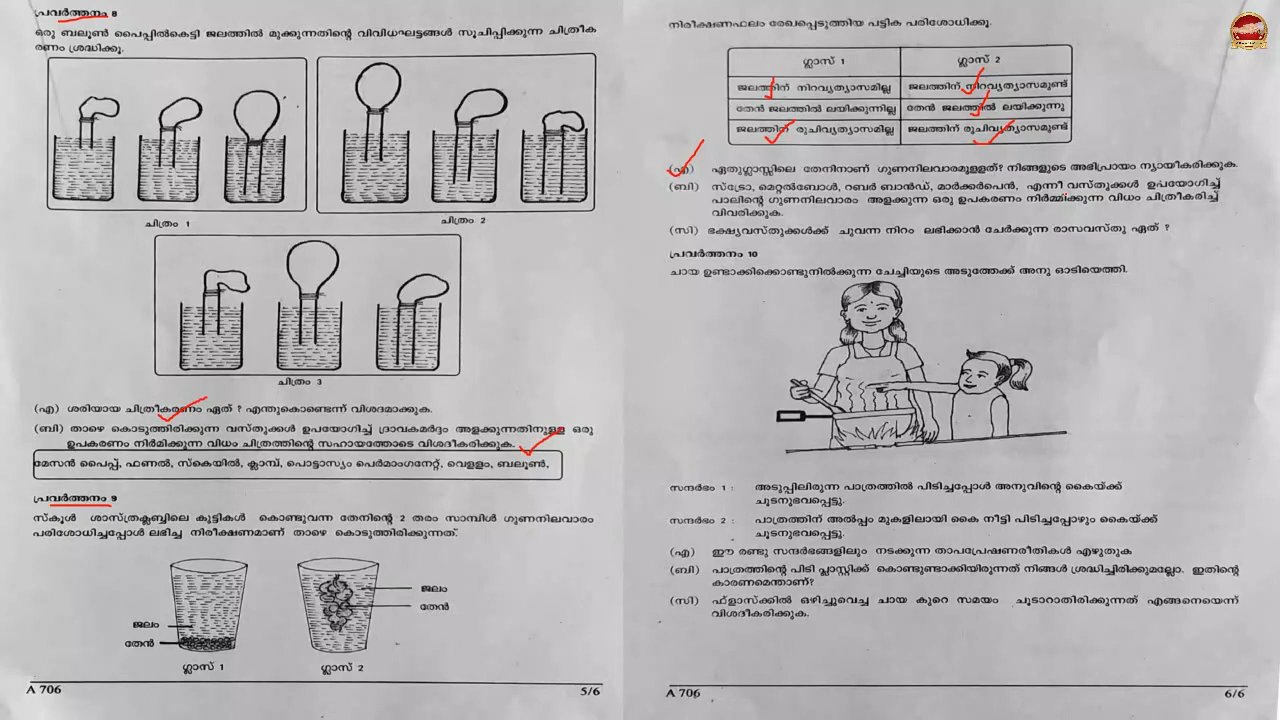 പ്രവർത്തനം 8
ഒരു ബലൂൺ പൈപ്പിൽകെട്ടി ജലത്തിൽ മുക്കുന്നതിന്റെ വിവിധഘട്ടങ്ങൾ സൂചിപ്പിക്കുന്ന ചിത്രീക
രണം ശ്രദ്ധിക്കൂ.
ചിത്രം 1
ചിത്രം 2
ചിത്രം 3
(എ) ശരിയായ ചിത്രീകരണം ഏത് ? എന്തുകൊണ്ടെന്ന് വിശദമാക്കുക.
(ബി) താഴെ കൊടുത്തിരിക്കുന്ന വസ്തുക്കൾ ഉപയോഗിച്ച് ദ്രാവകമർദ്ദം അളക്കുന്നതിനുള്ള ഒരു
ഉപകരണം നിർമിക്കുന്ന വിധം ചിത്രത്തിന്റെ സഹായത്തോടെ വിശദീകരിക്കുക.
മേസൻ പൈപ്പ്, ഫണൽ, സ്കെയിൽ, ക്ലാമ്പ്, പൊട്ടാസ്യം പെർമാംഗനേറ്റ്, വെള്ളം, ബലൂൺ,
പ്രവർത്തനം 9
സ്കൂൾ ശാസ്ത്രക്ലബ്ബിലെ കുട്ടികൾ കൊണ്ടുവന്ന തേനിന്റെ 2 തരം സാമ്പിൾ ഗുണനിലവാരം
പരിശോധിച്ചപ്പോൾ ലഭിച്ച നിരീക്ഷണമാണ് താഴെ കൊടുത്തിരിക്കുന്നത്.
ജലം
തേൻ
ജലം
തേൻ
ഗ്ലാസ് 1
ഗ്ലാസ് 2
A 706
5/6
നിരീക്ഷണഫലം രേഖപ്പെടുത്തിയ പട്ടിക പരിശോധിക്കൂ.
ഗ്ലാസ് 1 ഗ്ലാസ് 2
ജലത്തിന് നിറവ്യത്യാസമില്ല ജലത്തിന് നിറവ്യത്യാസമുണ്ട്
തേൻ ജലത്തിൽ ലയിക്കുന്നില്ല തേൻ ജലത്തിൽ ലയിക്കുന്നു
ജലത്തിന് രുചിവ്യത്യാസമില്ല ജലത്തിന് രുചിവ്യത്യാസമുണ്ട്
(എ) ഏതുഗ്ലാസ്സിലെ തേനിനാണ് ഗുണനിലവാരമുള്ളത്? നിങ്ങളുടെ അഭിപ്രായം ന്യായീകരിക്കുക.
(ബി) സ്ട്രോ, മെറ്റൽബോൾ, റബർ ബാൻഡ്, മാർക്കർപെൻ, എന്നീ വസ്തുക്കൾ ഉപയോഗിച്ച്
പാലിന്റെ ഗുണനിലവാരം അളക്കുന്ന ഒരു ഉപകരണം നിർമ്മിക്കുന്ന വിധം ചിത്രീകരിച്ച്
വിവരിക്കുക.
(സി) ഭക്ഷ്യവസ്തുക്കൾക്ക് ചുവന്ന നിറം ലഭിക്കാൻ ചേർക്കുന്ന രാസവസ്തു ഏത് ?
പ്രവർത്തനം 10
ചായ ഉണ്ടാക്കിക്കൊണ്ടുനിൽക്കുന്ന ചേച്ചിയുടെ അടുത്തേക്ക് അനു ഓടിയെത്തി.
സന്ദർഭം 1 : അടുപ്പിലിരുന്ന പാത്രത്തിൽ പിടിച്ചപ്പോൾ അനുവിന്റെ കൈയ്ക്ക്
ചൂടനുഭവപ്പെട്ടു.
സന്ദർഭം 2 : പാത്രത്തിന് അൽപ്പം മുകളിലായി കൈ നീട്ടി പിടിച്ചപ്പോഴും കൈയ്ക്ക്
ചൂടനുഭവപ്പെട്ടു.
(എ) ഈ രണ്ടു സന്ദർഭങ്ങളിലും നടക്കുന്ന താപപ്രേഷണരീതികൾ എഴുതുക
(ബി) പാത്രത്തിന്റെ പിടി പ്ലാസ്റ്റിക്ക് കൊണ്ടുണ്ടാക്കിയിരുന്നത് നിങ്ങൾ ശ്രദ്ധിച്ചിരിക്കുമല്ലോ. ഇതിന്റെ
കാരണമെന്താണ്?
(സി) ഫ്ളാസ്ക്കിൽ ഒഴിച്ചുവെച്ച ചായ കുറെ സമയം ചൂടാറാതിരിക്കുന്നത് എങ്ങനെയെന്ന്
വിശദീകരിക്കുക.
A 706
6/6